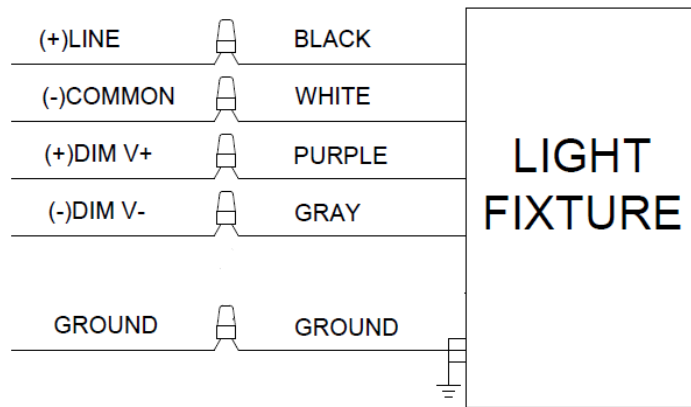 (+)LINE BLACK
(-)COMMON WHITE
(+)DIM V+ PURPLE
(-)DIM V- GRAY
GROUND GROUND
LIGHT
FIXTURE